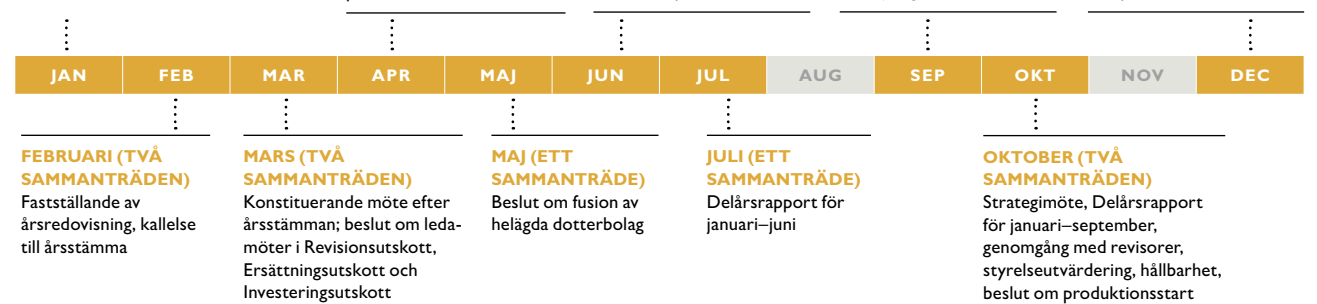 JAN FEB MAR APR MAJ JUN JUL AUG SEP OKT NOV DEC
FEBRUARI (TVÅ
SAMMANTRÄDEN)
Fastställande av
årsredovisning, kallelse
till årsstämma
MARS (TVÅ
SAMMANTRÄDEN)
Konstituerande möte efter
årsstämman; beslut om leda-
möter i Revisionsutskott,
Ersättningsutskott och
Investeringsutskott
MAJ (ETT
SAMMANTRÄDE)
Beslut om fusion av
helägda dotterbolag
JULI (ETT
SAMMANTRÄDE)
Delårsrapport för
januari–juni
OKTOBER (TVÅ
SAMMANTRÄDEN)
Strategimöte, Delårsrapport
för januari–september,
genomgång med revisorer,
styrelseutvärdering, hållbarhet,
beslut om produktionsstart